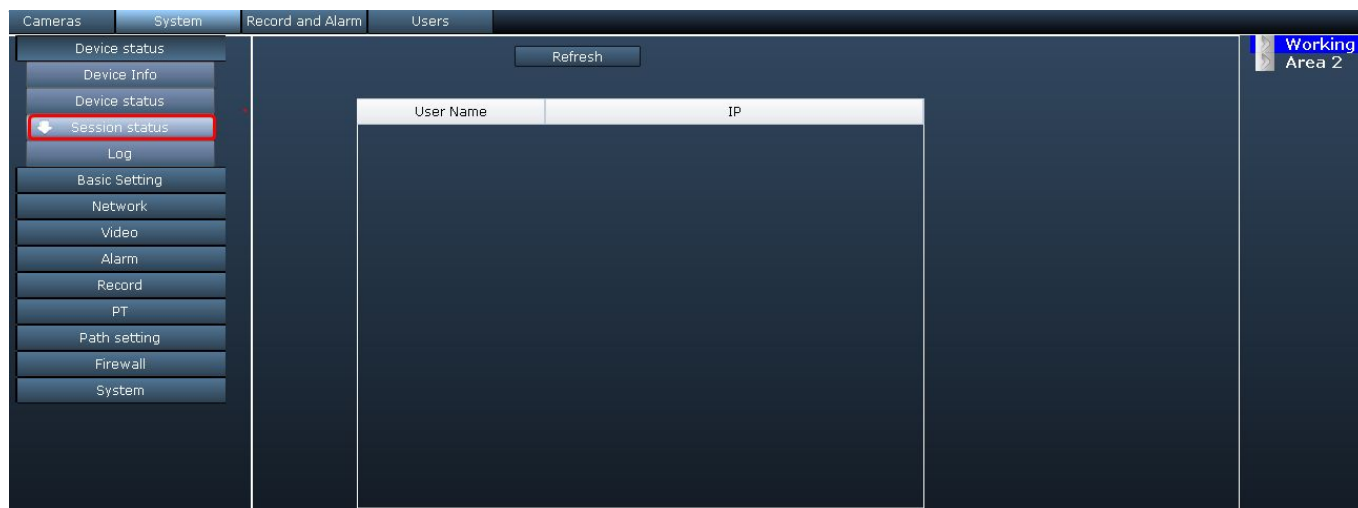 Cameras System Record and Alarm Users
Device status
Device Info
Device status
Session status
Log
Basic Setting
Network
Video
Alarm
Record
PT
Path setting
Firewall
System
Refresh
User Name IP
Working
Area 2